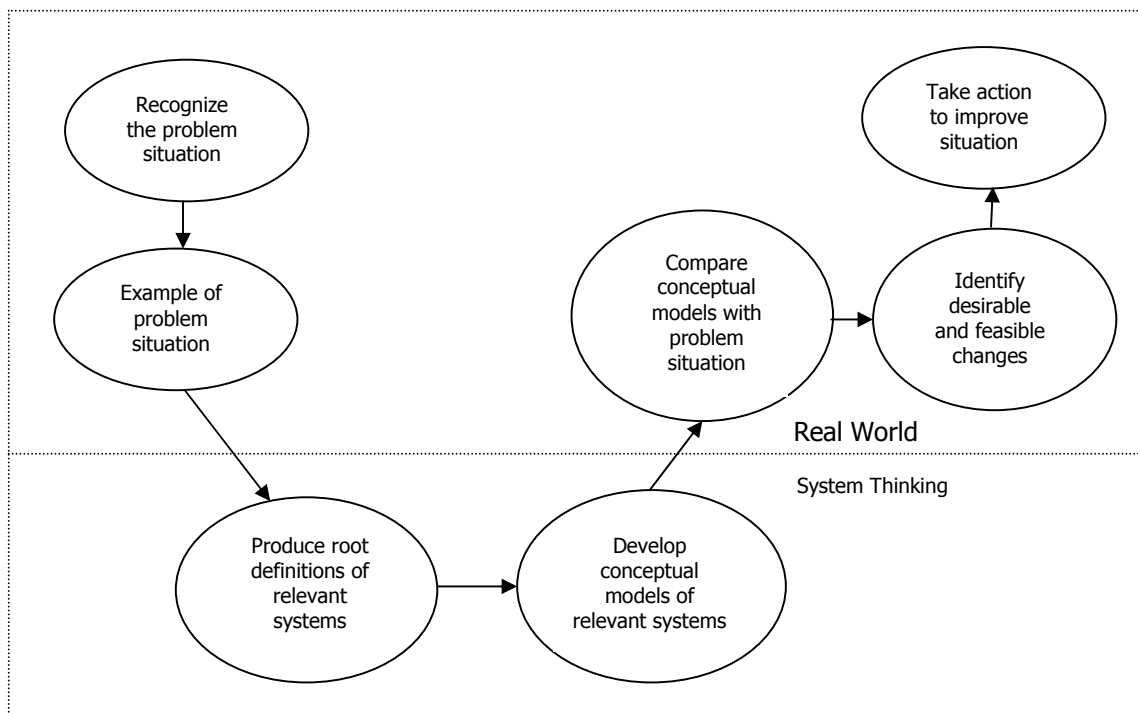 Recognize
the problem
situation
Example of
problem
situation
Produce root
definitions of
relevant
systems
Develop
conceptual
models of
relevant systems
Compare
conceptual
models with
problem
situation
Identify
desirable
and feasible
changes
Take action
to improve
situation
Real World
System Thinking